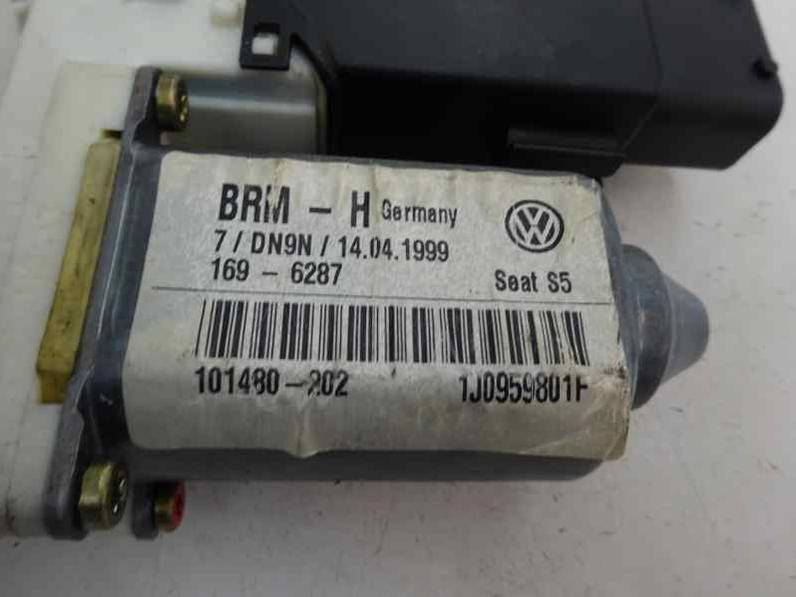 BRM - H Germany
7 / DN9N / 14.04.1999
169 - 6287 Seat S5
101480-202 1J0959801F